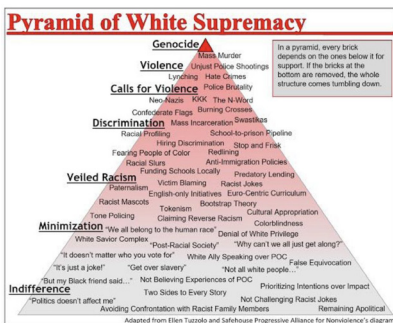 Pyramid of White Supremacy
Genocide
Mass Murder
In a pyramid, every brick
depends on the ones below it for
support. If the bricks at the
bottom are removed, the whole
structure comes tumbling down.
Violence
Unjust Police Shootings
Lynching Hate Crimes
Calls for Violence Police Brutality
Neo-Nazis KKK The N-Word
Confederate Flags Burning Crosses
Swastikas
Discrimination Mass Incarceration
Racial Profiling School-to-prison Pipeline
Hiring Discrimination Stop and Frisk
Fearing People of Color Redlining
Racial Slurs Anti-Immigration Policies
Funding Schools Locally
Veiled Racism Predatory Lending
Paternalism Victim Blaming Racist Jokes
English-only Initiatives Euro-Centric Curriculum
Racist Mascots Bootstrap Theory
Tokenism Cultural Appropriation
Tone Policing Claiming Reverse Racism
Colorblindness
Minimization "We all belong to the human race"
Denial of White Privilege
White Savior Complex
"Post-Racial Society" "Why can't we all just get along?"
"It doesn't matter who you vote for" White Ally Speaking over POC
False Equivocation
"It's just a joke!" "Get over slavery" "Not all white people..."
"But my Black friend said..." Not Believing Experiences of POC
Prioritizing Intentions over Impact
Indifference
Two Sides to Every Story
"Politics doesn't affect me" Not Challenging Racist Jokes
Avoiding Confrontation with Racist Family Members Remaining Apolitical
Adapted from Ellen Tuzzolo and Safehouse Progressive Alliance for Nonviolence's diagram